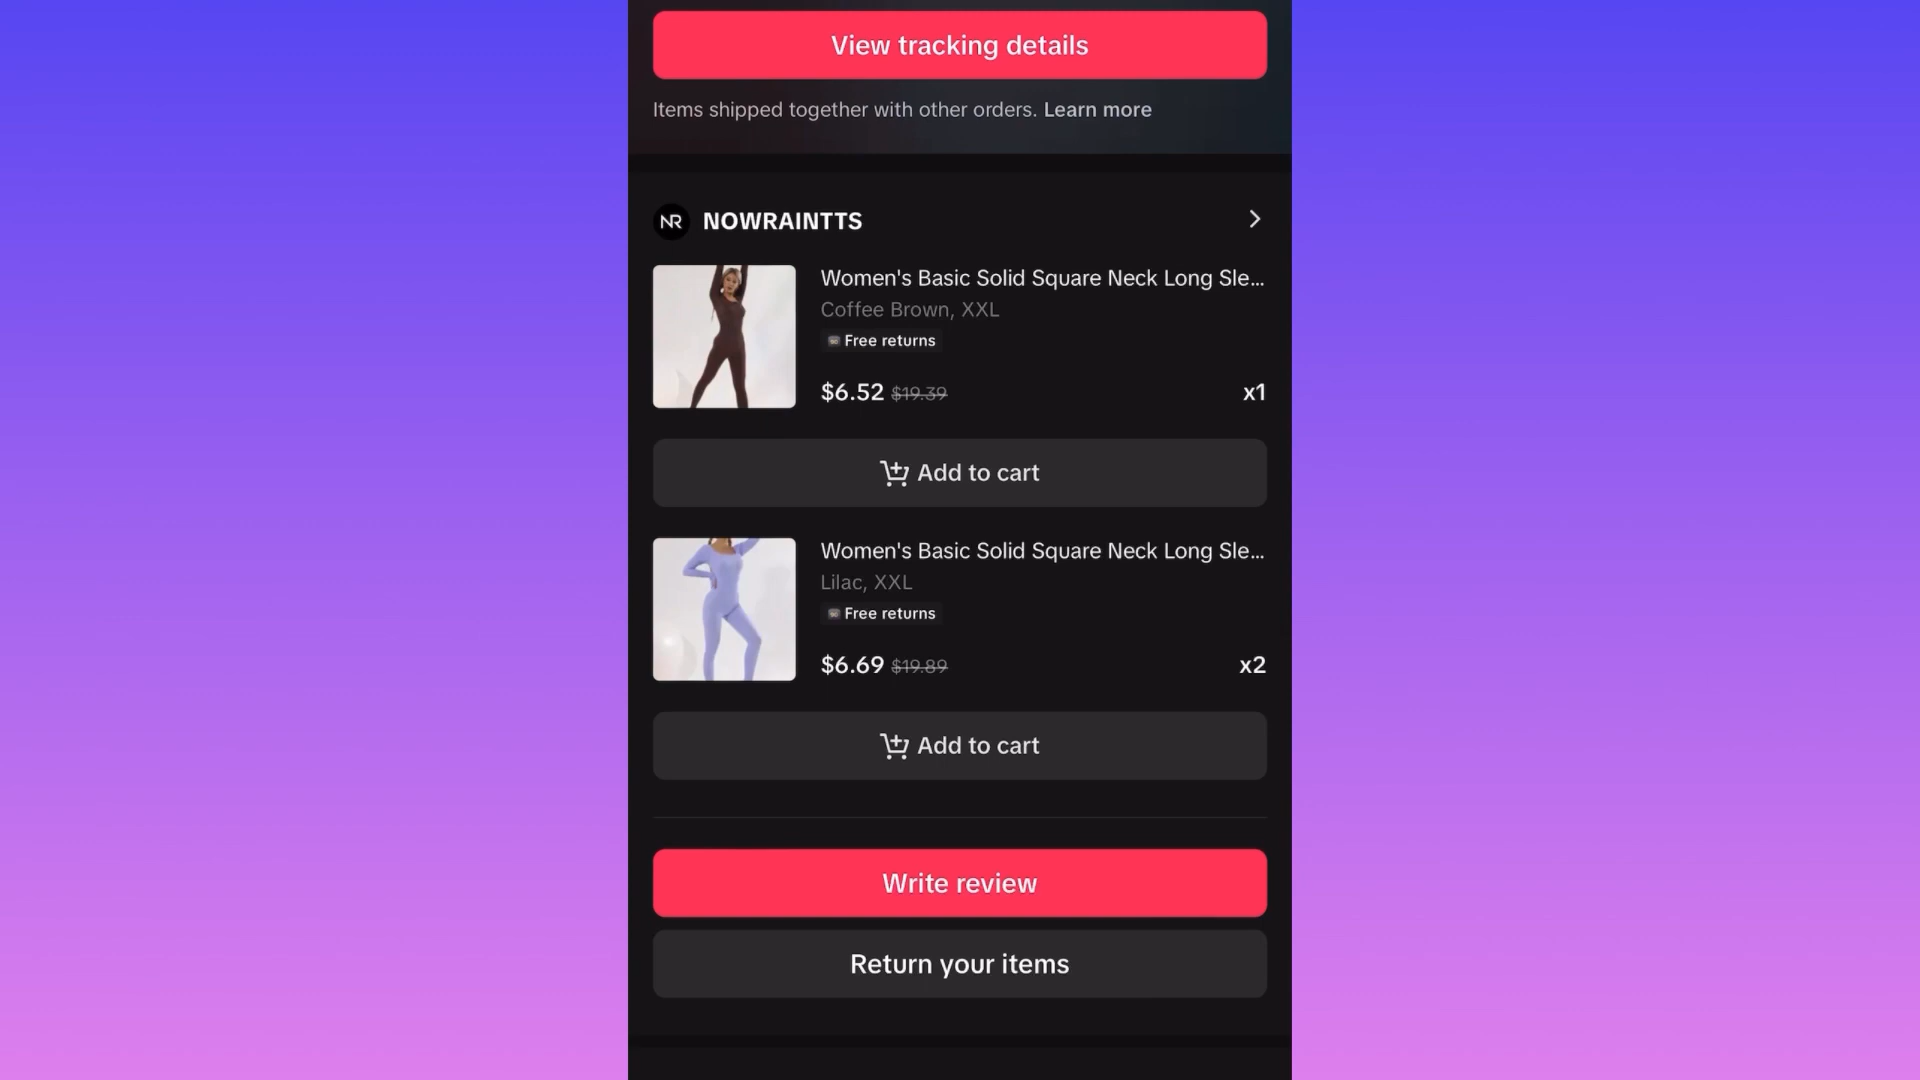 View tracking details
Items shipped together with other orders. Learn more
NR NOWRAINTTS
Women's Basic Solid Square Neck Long Sle...
Coffee Brown, XXL
Free returns
$6.52 $19.39 x1
Add to cart
Women's Basic Solid Square Neck Long Sle...
Lilac, XXL
Free returns
$6.69 $19.89 x2
Add to cart
Write review
Return your items